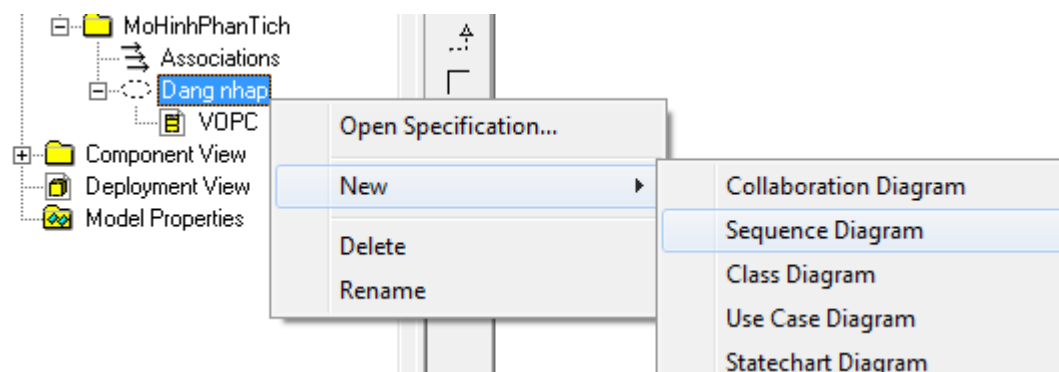 MoHinhPhanTich
Associations
Dang nhap
VOPC
Component View
Deployment View
Model Properties
Open Specification...
New
Delete
Rename
Collaboration Diagram
Sequence Diagram
Class Diagram
Use Case Diagram
Statechart Diagram